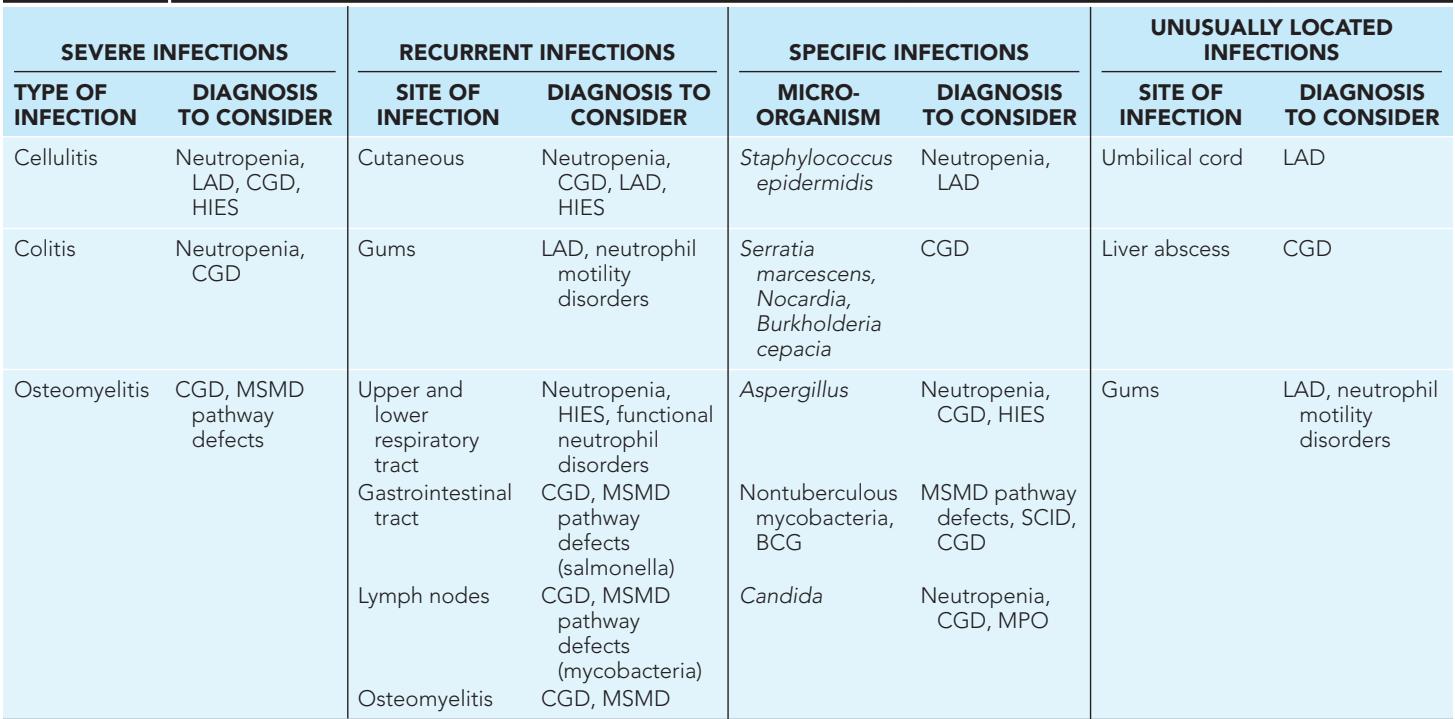 SEVERE INFECTIONS
RECURRENT INFECTIONS
SPECIFIC INFECTIONS
UNUSUALLY LOCATED
INFECTIONS
TYPE OF
INFECTION
DIAGNOSIS
TO CONSIDER
SITE OF
INFECTION
DIAGNOSIS TO
CONSIDER
MICRO-
ORGANISM
DIAGNOSIS
TO CONSIDER
SITE OF
INFECTION
DIAGNOSIS
TO CONSIDER
Cellulitis
Neutropenia,
LAD, CGD,
HIES
Cutaneous
Neutropenia,
CGD, LAD,
HIES
Staphylococcus
epidermidis
Neutropenia,
LAD
Umbilical cord
LAD
Colitis
Neutropenia,
CGD
Gums
LAD, neutrophil
motility
disorders
Serratia
marcescens,
Nocardia,
Burkholderia
cepacia
CGD
Liver abscess
CGD
Osteomyelitis
CGD, MSMD
pathway
defects
Upper and
lower
respiratory
tract
Neutropenia,
HIES, functional
neutrophil
disorders
Aspergillus
Neutropenia,
CGD, HIES
Gums
LAD, neutrophil
motility
disorders
Gastrointestinal
tract
CGD, MSMD
pathway
defects
(salmonella)
Nontuberculous
mycobacteria,
BCG
MSMD pathway
defects, SCID,
CGD
Lymph nodes
CGD, MSMD
pathway
defects
(mycobacteria)
Candida
Neutropenia,
CGD, MPO
Osteomyelitis
CGD, MSMD